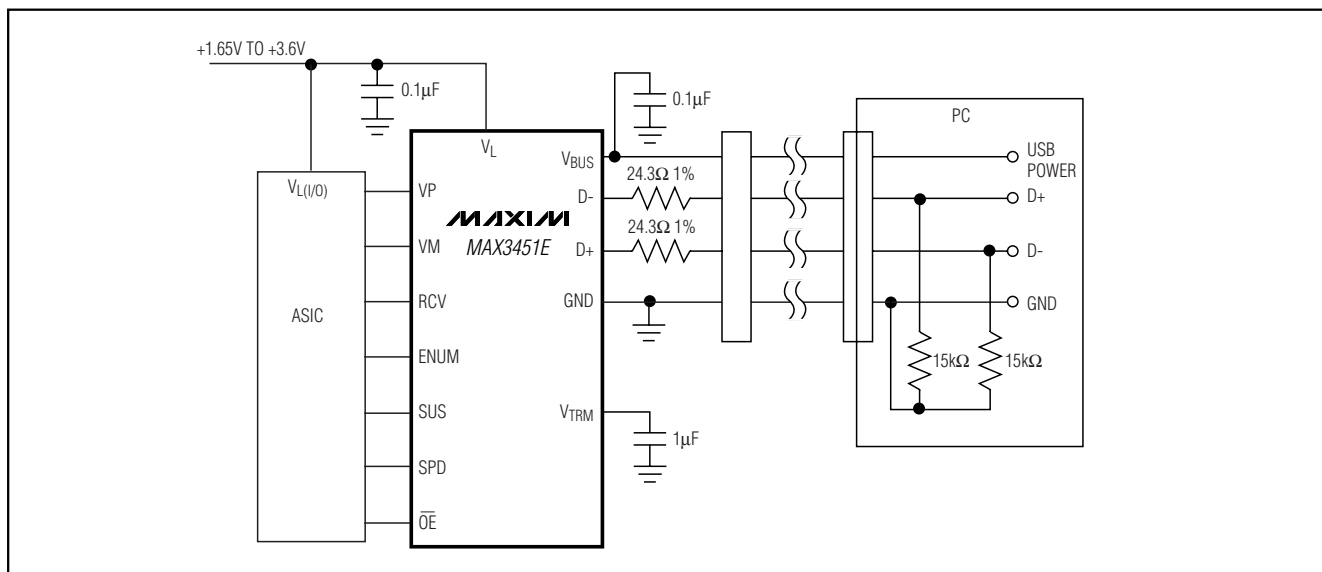 +1.65V TO +3.6V
0.1µF
0.1µF
PC
VL
VBUS
USB
POWER
24.3Ω 1%
VL(I/O)
VP
D-
D+
MAXIM
MAX3451E
24.3Ω 1%
VM
D+
D-
ASIC
RCV
GND
GND
ENUM
15kΩ
15kΩ
SUS
VTRM
1µF
SPD
OE